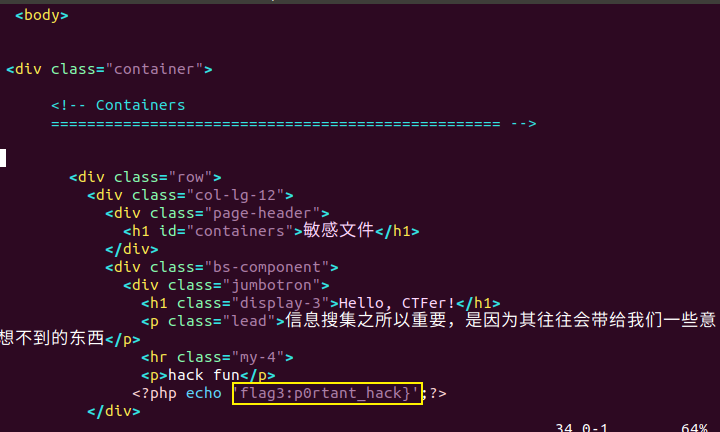 <body>
<div class="container">
<!-- Containers
================================================== -->
<div class="row">
<div class="col-lg-12">
<div class="page-header">
<h1 id="containers">敏感文件</h1>
</div>
<div class="bs-component">
<div class="jumbotron">
<h1 class="display-3">Hello, CTFer!</h1>
<p class="lead">信息搜集之所以重要，是因为其往往会带给我们一些意
想不到的东西</p>
<hr class="my-4">
<p>hack fun</p>
<?php echo 'flag3:p0rtant_hack}';?>
</div>
34,0-1 64%